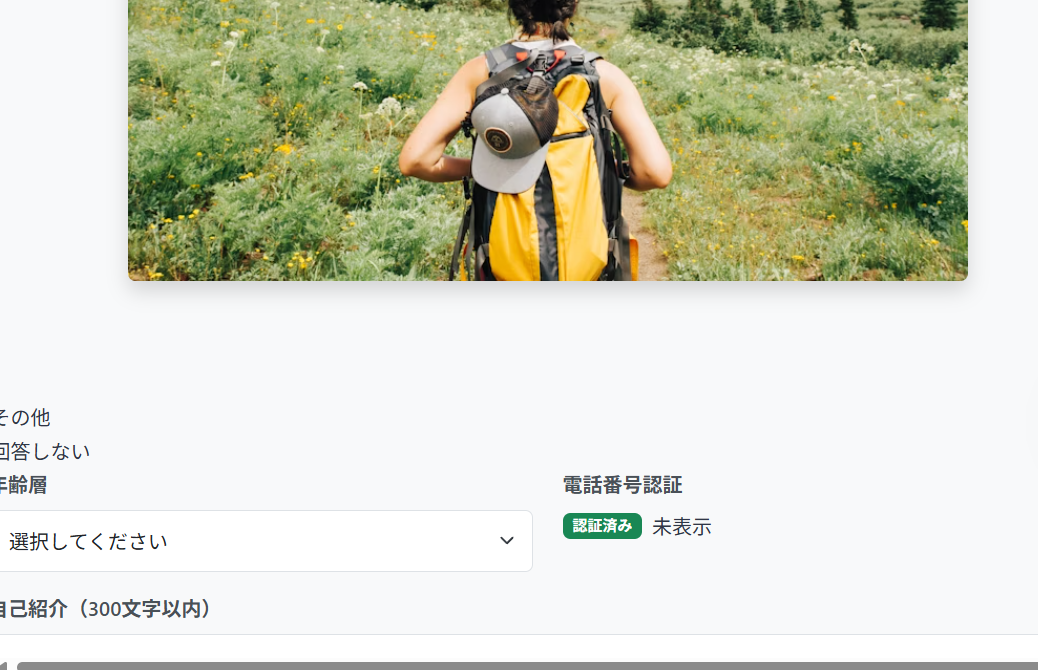 その他
回答しない
年齢層
電話番号認証
選択してください
認証済み 未表示
自己紹介（300文字以内）